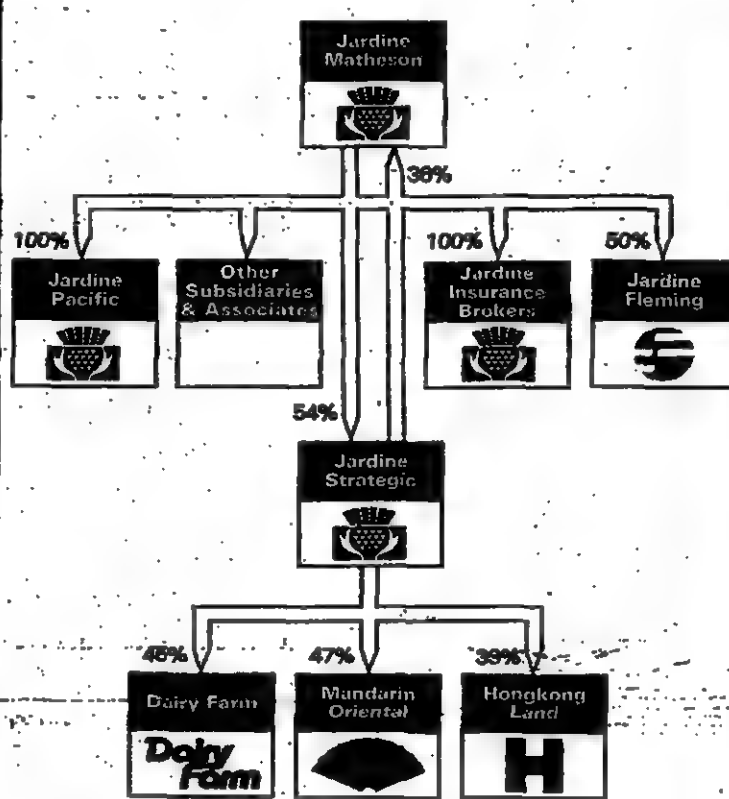 Jardine
Matheson
100%
100%
50%
Jardine
Pacific
Other
Subsidiaries
& Associates
Jardine
Insurance
Brokers
Jardine
Fleming
54%
Jardine
Strategic
47%
Dairy Farm
Mandarin
Oriental
Hongkong
Land
Dairy
Farm
H